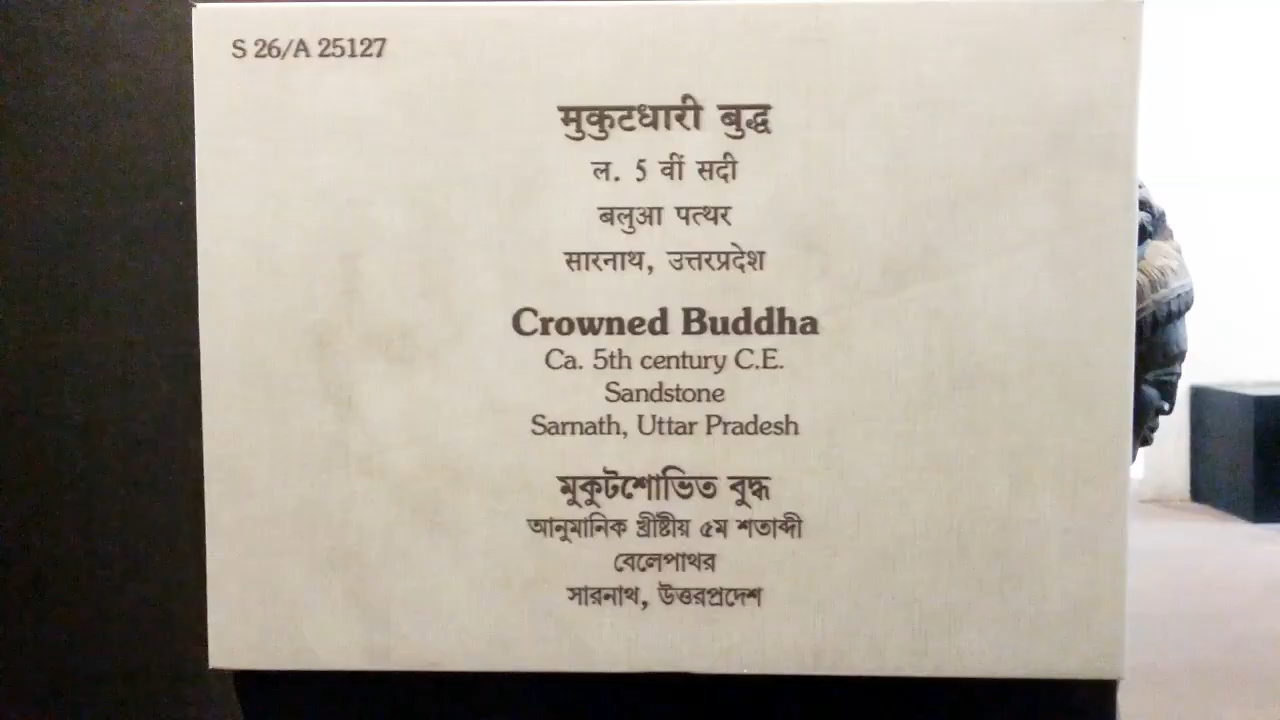 S 26/A 25127
मुकुटधारी बुद्ध
ल. 5 वीं सदी
बलुआ पत्थर
सारनाथ, उत्तरप्रदेश
Crowned Buddha
Ca. 5th century C.E.
Sandstone
Sarnath, Uttar Pradesh
মুকুটশোভিত বুদ্ধ
আনুমানিক খ্রীষ্টীয় ৫ম শতাব্দী
বেলেপাথর
সারনাথ, উত্তরপ্রদেশ